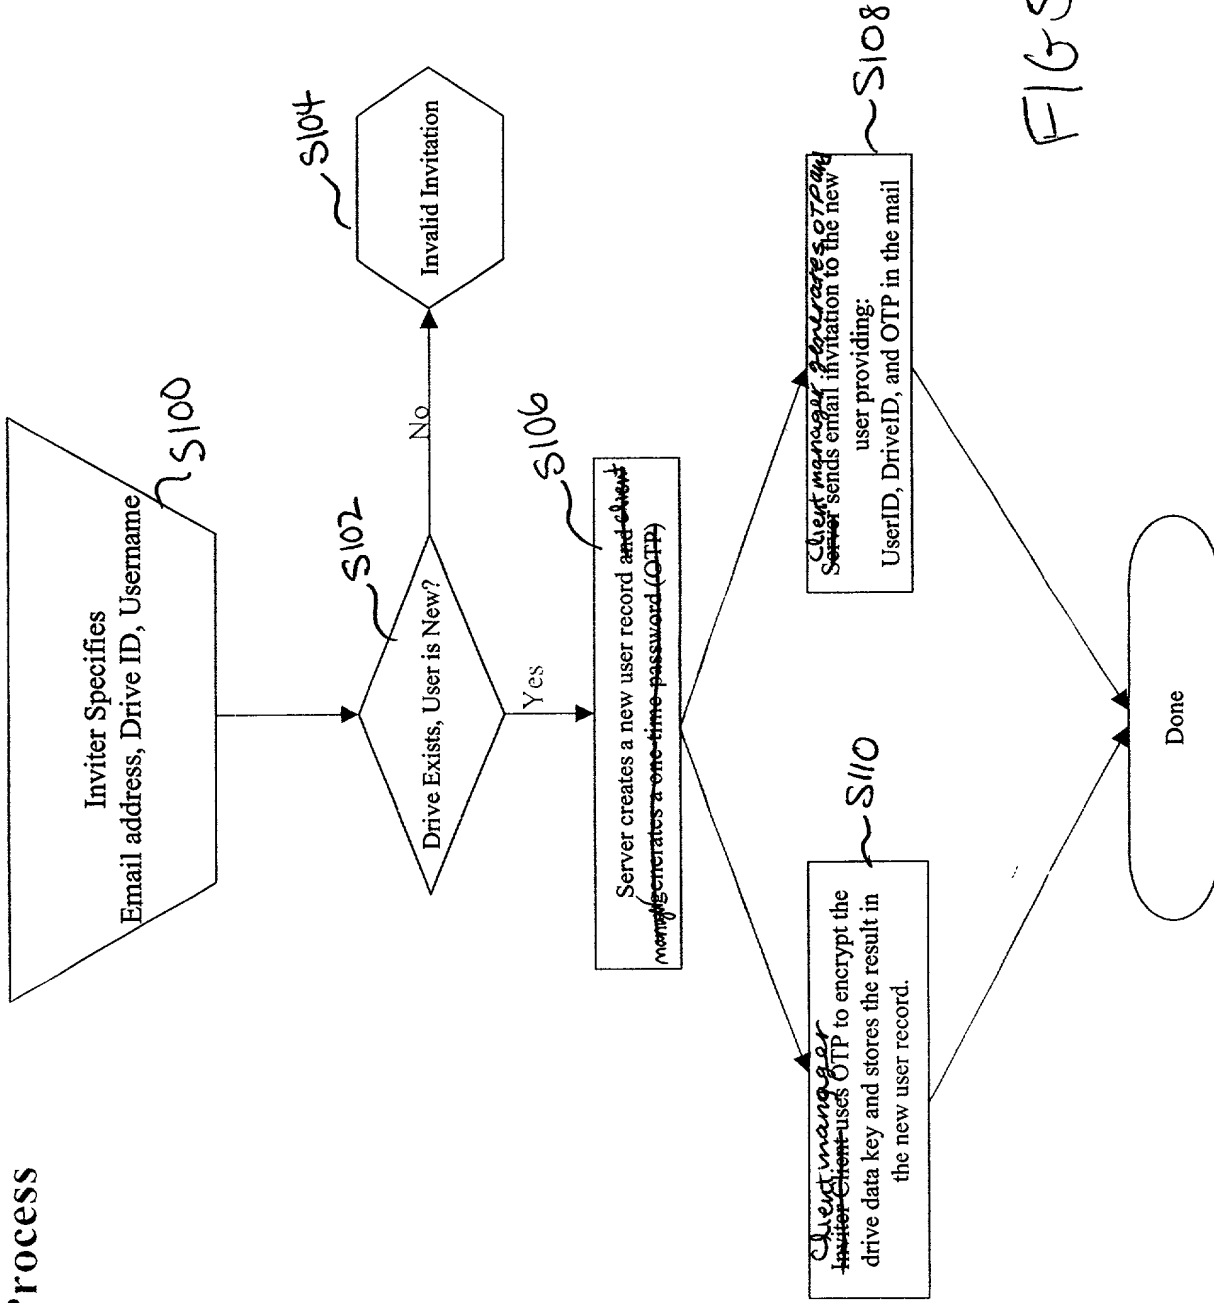 Process
Inviter Specifies
Email address, Drive ID, Username
S100
Drive Exists, User is New?
S102
No
Invalid Invitation
S104
Yes
Server creates a new user record and client
generates a one-time password (OTP)
S106
Client manager generates OTP and
Server sends email invitation to the new
user providing:
UserID, DriveID, and OTP in the mail
S108
Client manager
Inviter Client uses OTP to encrypt the
drive data key and stores the result in
the new user record.
S110
Done
FIG